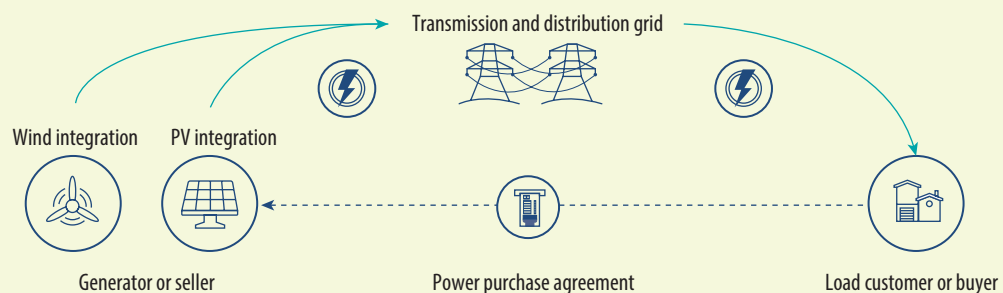 Transmission and distribution grid
Wind integration
PV integration
Generator or seller
Power purchase agreement
Load customer or buyer